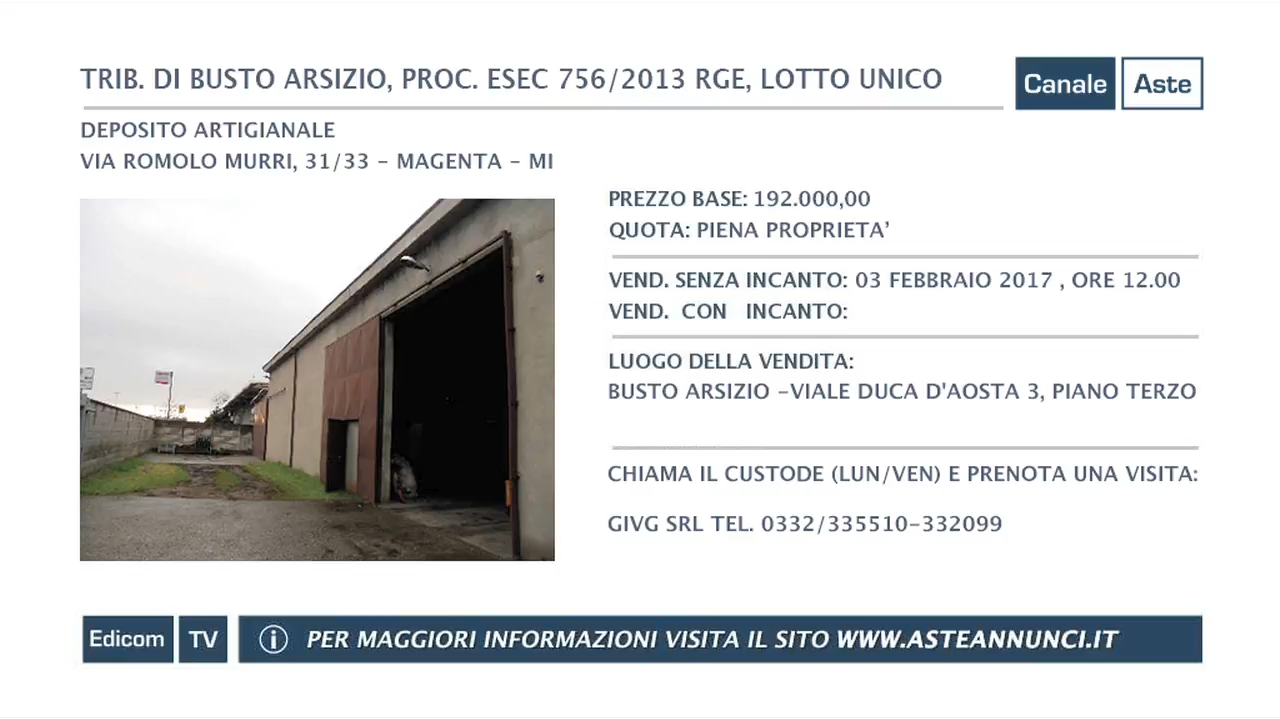 TRIB. DI BUSTO ARSIZIO, PROC. ESEC 756/2013 RGE, LOTTO UNICO
Canale Aste
DEPOSITO ARTIGIANALE
VIA ROMOLO MURRI, 31/33 - MAGENTA - MI
PREZZO BASE: 192.000,00
QUOTA: PIENA PROPRIETA’
VEND. SENZA INCANTO: 03 FEBBRAIO 2017 , ORE 12.00
VEND. CON INCANTO:
LUOGO DELLA VENDITA:
BUSTO ARSIZIO -VIALE DUCA D'AOSTA 3, PIANO TERZO
CHIAMA IL CUSTODE (LUN/VEN) E PRENOTA UNA VISITA:
GIVG SRL TEL. 0332/335510-332099
Edicom TV
PER MAGGIORI INFORMAZIONI VISITA IL SITO WWW.ASTEANNUNCI.IT